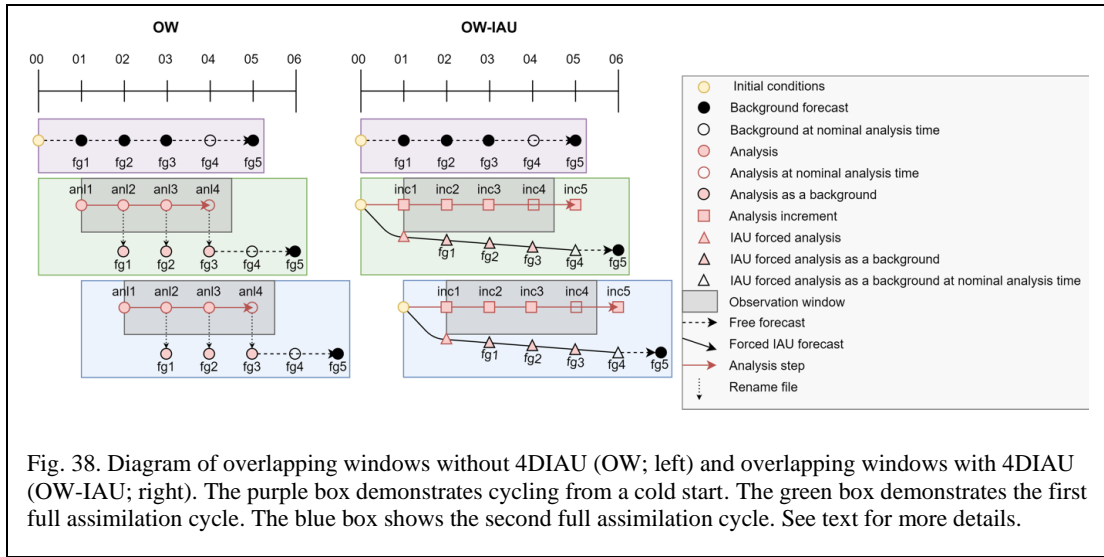 OW
OW-IAU
00 01 02 03 04 05 06
00 01 02 03 04 05 06
fg1 fg2 fg3 fg4 fg5
fg1 fg2 fg3 fg4 fg5
anl1 anl2 anl3 anl4
inc1 inc2 inc3 inc4 inc5
fg1 fg2 fg3 fg4 fg5
fg1 fg2 fg3 fg4 fg5
anl1 anl2 anl3 anl4
inc1 inc2 inc3 inc4 inc5
fg1 fg2 fg3 fg4 fg5
fg1 fg2 fg3 fg4 fg5
Initial conditions
Background forecast
Background at nominal analysis time
Analysis
Analysis at nominal analysis time
Analysis as a background
Analysis increment
IAU forced analysis
IAU forced analysis as a background
IAU forced analysis as a background at nominal analysis time
Observation window
Free forecast
Forced IAU forecast
Analysis step
Rename file
Fig. 38. Diagram of overlapping windows without 4DIAU (OW; left) and overlapping windows with 4DIAU
(OW-IAU; right). The purple box demonstrates cycling from a cold start. The green box demonstrates the first
full assimilation cycle. The blue box shows the second full assimilation cycle. See text for more details.